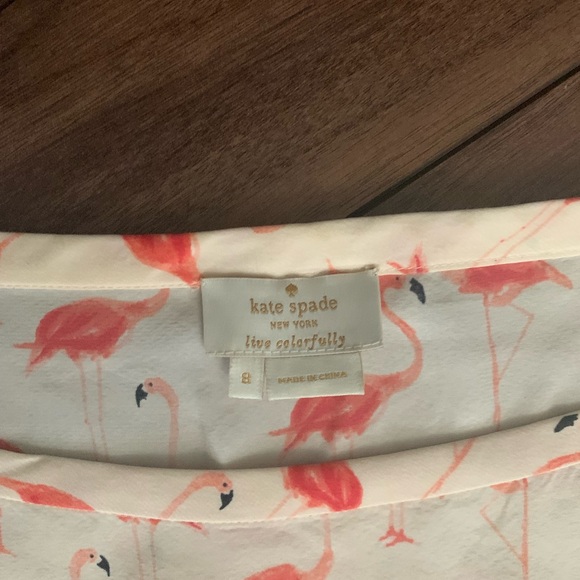 kate spade
NEW YORK
live colorfully
8
MADE IN CHINA